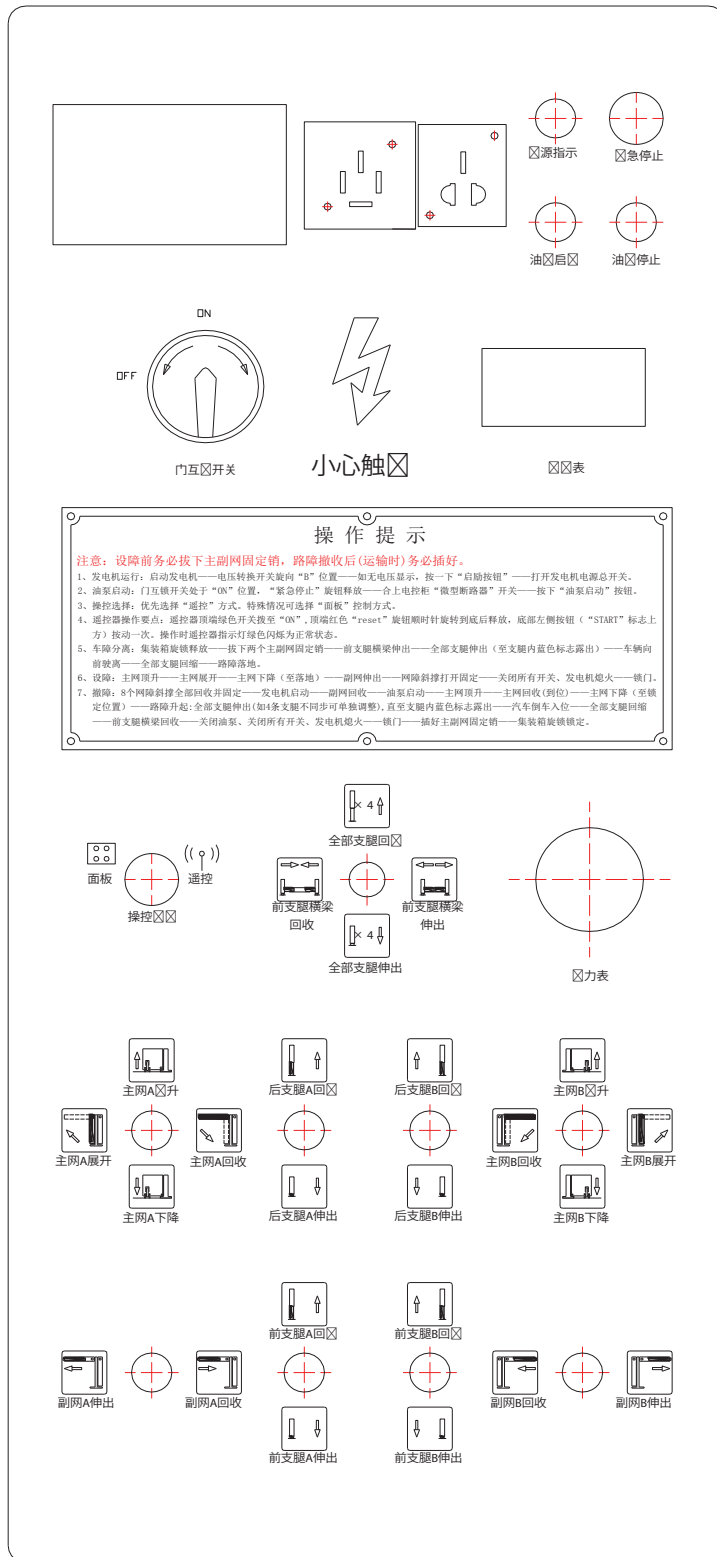 ☒源指示 ☒急停止
油☒启☒ 油☒停止
ON
OFF
门互☒开关
小心触☒
☒☒表
操作提示
注意：设障前务必拔下主副网固定销，路障撤收后(运输时)务必插好。
1、发电机运行：启动发电机——电压转换开关旋向“B”位置——如无电压显示，按一下“启励按钮”——打开发电机电源总开关。
2、油泵启动：门互锁开关处于“ON”位置，“紧急停止”旋钮释放——合上电控柜“微型断路器”开关——按下“油泵启动”按钮。
3、操控选择：优先选择“遥控”方式。特殊情况可选择“面板”控制方式。
4、遥控器操作要点：遥控器顶端绿色开关拨至“ON”,顶端红色“reset”旋钮顺时针旋转到底后释放，底部左侧按钮（“START”标志上
方）按动一次。操作时遥控器指示灯绿色闪烁为正常状态。
5、车障分离：集装箱旋锁释放——拔下两个主副网固定销——前支腿横梁伸出——全部支腿伸出（至支腿内蓝色标志露出）——车辆向
前驶离——全部支腿回缩——路障落地。
6、设障：主网顶升——主网展开——主网下降（至落地）——副网伸出——网障斜撑打开固定——关闭所有开关、发电机熄火——锁门。
7、撤障：8个网障斜撑全部回收并固定——发电机启动——副网回收——油泵启动——主网顶升——主网回收(到位)——主网下降（至锁
定位置）——路障升起:全部支腿伸出(如4条支腿不同步可单独调整),直至支腿内蓝色标志露出——汽车倒车入位——全部支腿回缩
——前支腿横梁回收——关闭油泵、关闭所有开关、发电机熄火——锁门——插好主副网固定销——集装箱旋锁锁定。
× 4
全部支腿回☒
面板 遥控
操控☒☒
前支腿横梁
回收
前支腿横梁
伸出
× 4
全部支腿伸出
☒力表
主网A☒升 后支腿A回☒ 后支腿B回☒ 主网B☒升
主网A展开 主网A回收 主网B回收 主网B展开
主网A下降 后支腿A伸出 后支腿B伸出 主网B下降
前支腿A回☒ 前支腿B回☒
副网A伸出 副网A回收 副网B回收 副网B伸出
前支腿A伸出 前支腿B伸出